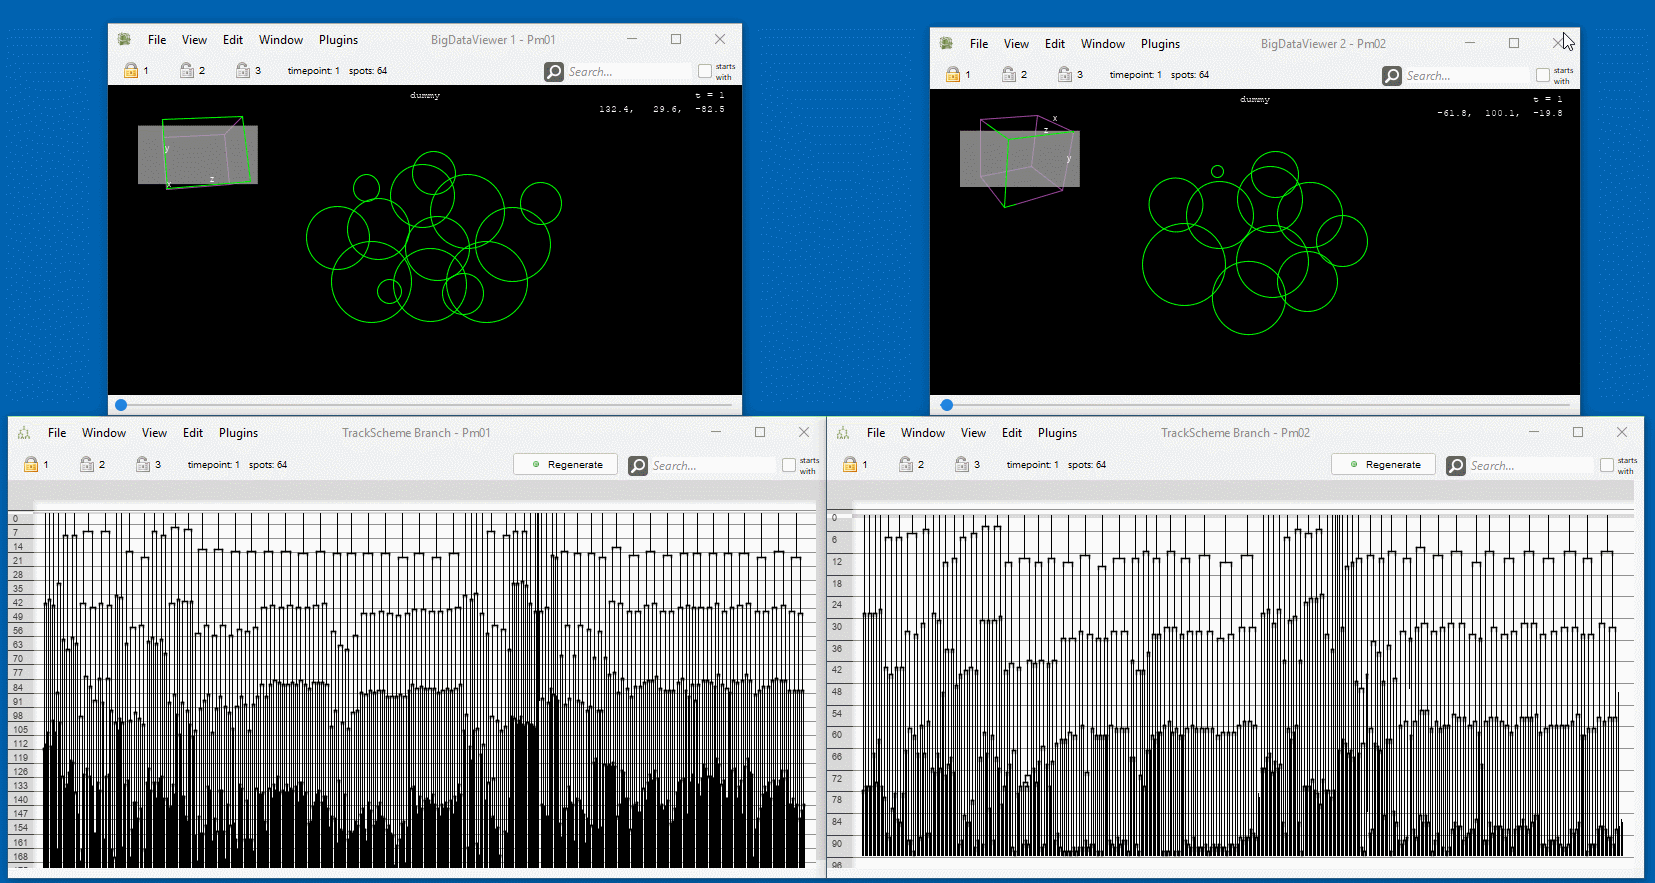 File View Edit Window Plugins BigDataViewer 1 - Pm01
1 2 3 timepoint: 1 spots: 64 Search... starts with
dummy t = 1
132.4, 29.6, -82.5
y
x z
File View Edit Window Plugins BigDataViewer 2 - Pm02
1 2 3 timepoint: 1 spots: 64 Search... starts with
dummy t = 1
-61.8, 100.1, -19.8
x
z
y
File Window View Edit Plugins TrackScheme Branch - Pm01
1 2 3 timepoint: 1 spots: 64 Regenerate Search... starts with
0
7
14
21
28
35
42
49
56
63
70
77
84
91
98
105
112
119
126
133
140
147
154
161
168
File Window View Edit Plugins TrackScheme Branch - Pm02
1 2 3 timepoint: 1 spots: 64 Regenerate Search... starts with
0
6
12
18
24
30
36
42
48
54
60
66
72
78
84
90
96